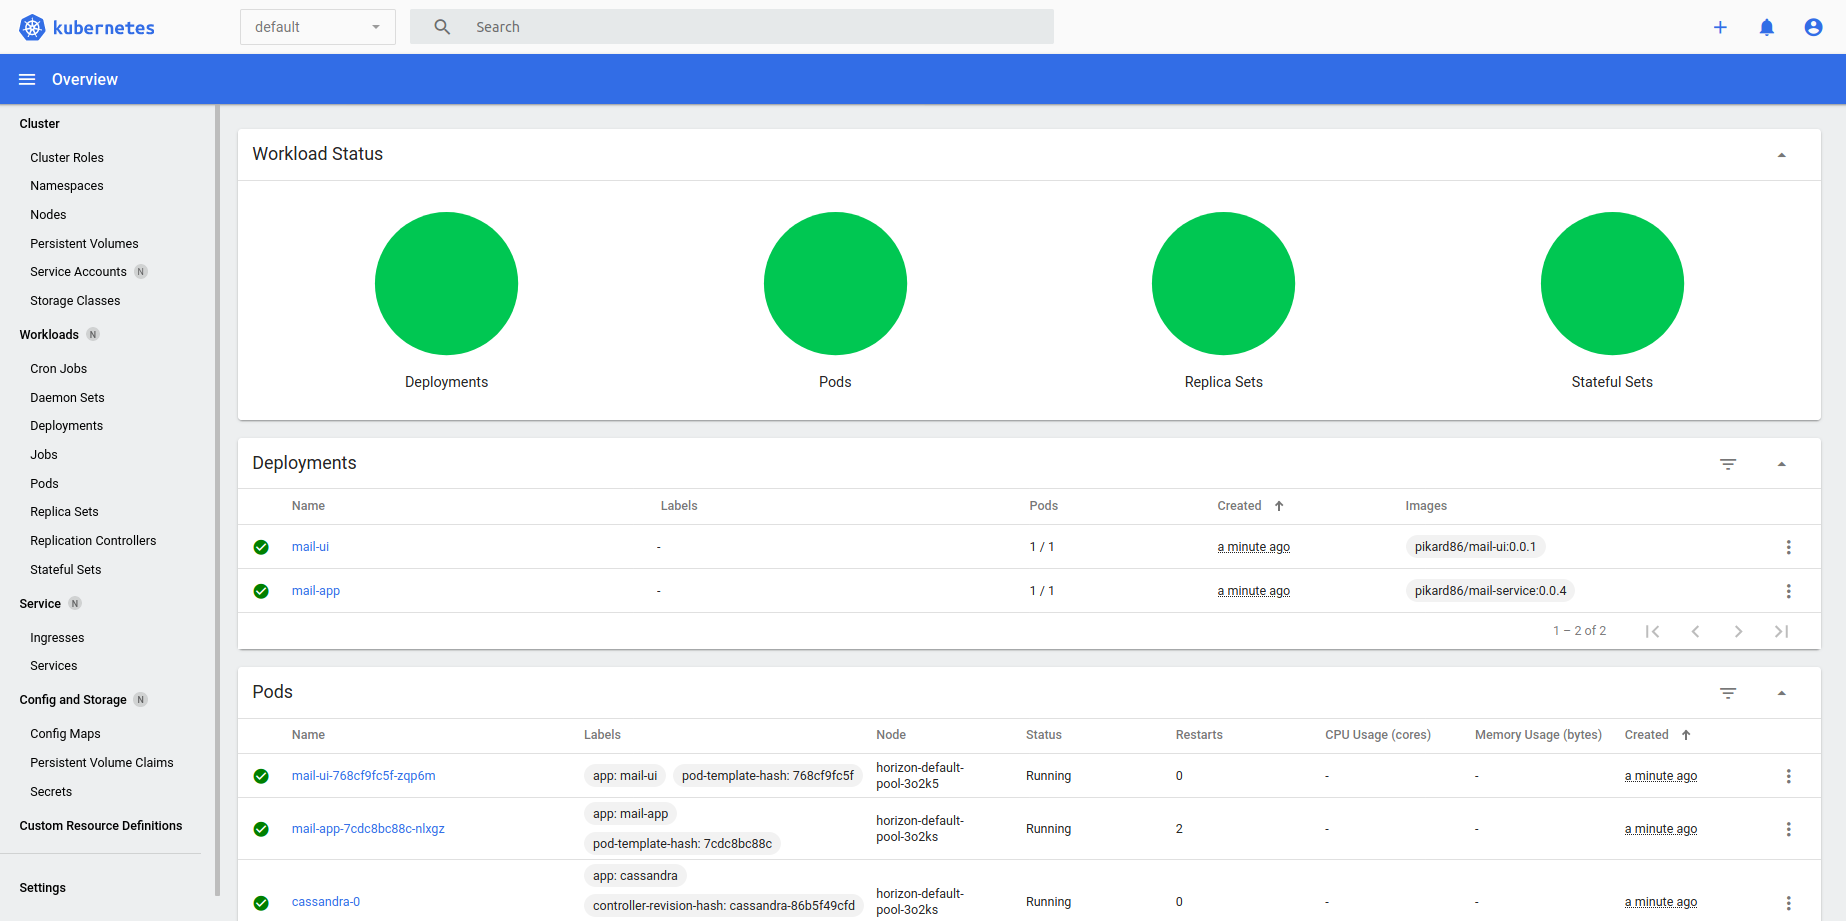 kubernetes
default
Search
Overview
Cluster
Cluster Roles
Namespaces
Nodes
Persistent Volumes
Service Accounts N
Storage Classes
Workloads N
Cron Jobs
Daemon Sets
Deployments
Jobs
Pods
Replica Sets
Replication Controllers
Stateful Sets
Service N
Ingresses
Services
Config and Storage N
Config Maps
Persistent Volume Claims
Secrets
Custom Resource Definitions
Settings
Workload Status
Deployments Pods Replica Sets Stateful Sets
Deployments
Name Labels Pods Created Images
mail-ui - 1 / 1 a minute ago pikard86/mail-ui:0.0.1
mail-app - 1 / 1 a minute ago pikard86/mail-service:0.0.4
1 – 2 of 2
Pods
Name Labels Node Status Restarts CPU Usage (cores) Memory Usage (bytes) Created
mail-ui-768cf9fc5f-zqp6m app: mail-ui pod-template-hash: 768cf9fc5f horizon-default-
pool-3o2k5 Running 0 - - a minute ago
mail-app-7cdc8bc88c-nlxgz app: mail-app
pod-template-hash: 7cdc8bc88c horizon-default-
pool-3o2ks Running 2 - - a minute ago
cassandra-0 app: cassandra
controller-revision-hash: cassandra-86b5f49cfd horizon-default-
pool-3o2ks Running 0 - - a minute ago